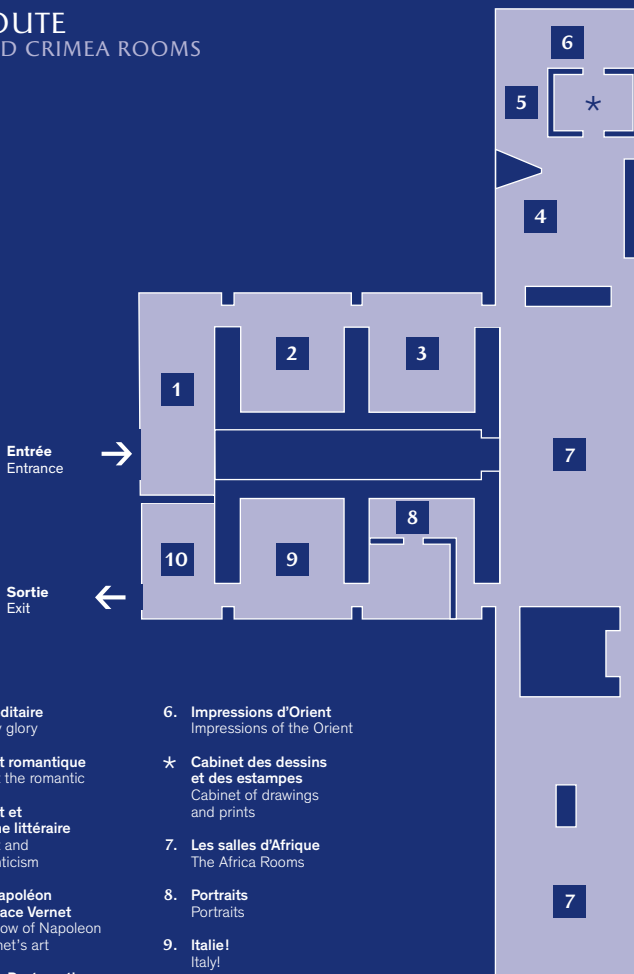 OUTE
D CRIMEA ROOMS
6
5
*
4
1
2
3
Entrée
Entrance
7
8
10
9
Sortie
Exit
ditaire
glory
t romantique
the romantic
t et
e littéraire
and
ticism
apoléon
ace Vernet
ow of Napoleon
net's art
6. Impressions d'Orient
Impressions of the Orient
* Cabinet des dessins
et des estampes
Cabinet of drawings
and prints
7. Les salles d'Afrique
The Africa Rooms
8. Portraits
Portraits
9. Italie!
Italy!
7